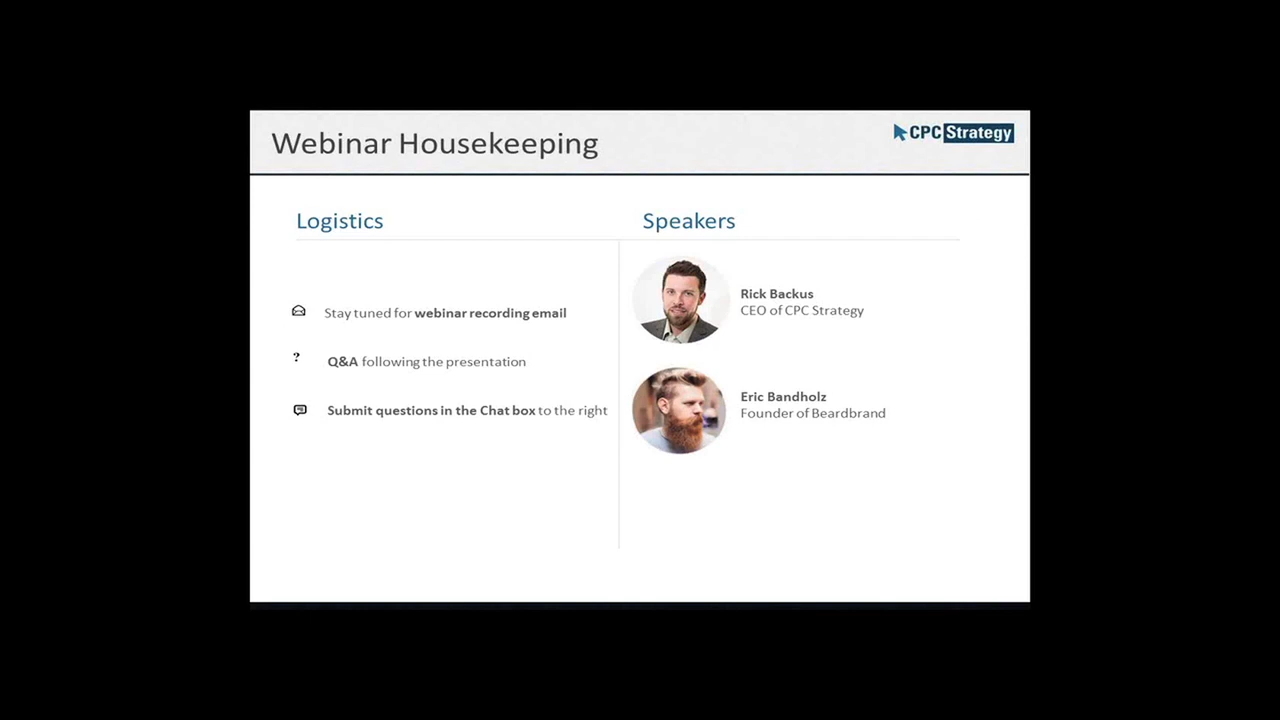 Webinar Housekeeping
CPC Strategy
Logistics
Stay tuned for webinar recording email
? Q&A following the presentation
Submit questions in the Chat box to the right
Speakers
Rick Backus
CEO of CPC Strategy
Eric Bandholz
Founder of Beardbrand